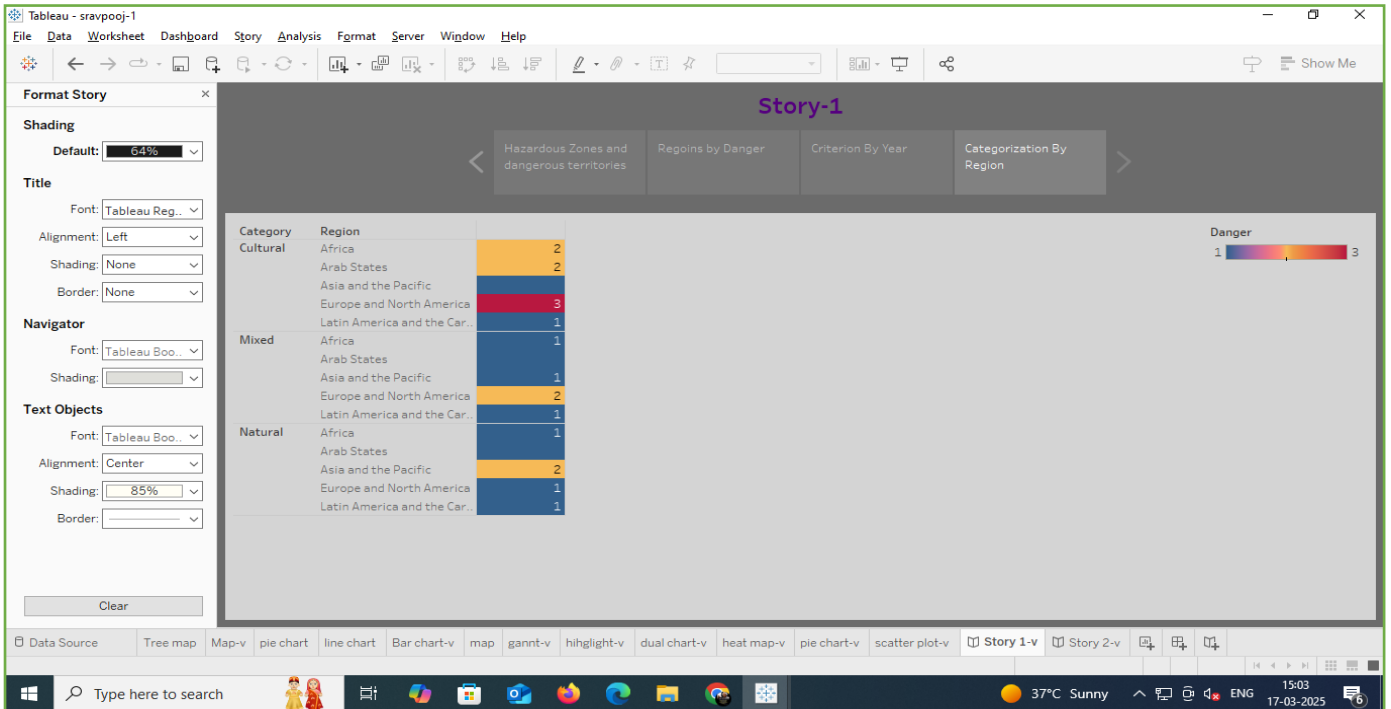 Tableau - sravpooj-1
File Data Worksheet Dashboard Story Analysis Format Server Window Help
Show Me
Format Story ×
Shading
Default: 64%
Title
Font: Tableau Reg..
Alignment: Left
Shading: None
Border: None
Navigator
Font: Tableau Boo..
Shading:
Text Objects
Font: Tableau Boo..
Alignment: Center
Shading: 85%
Border:
Clear
Story-1
Hazardous Zones and
dangerous territories
Regoins by Danger
Criterion By Year
Categorization By
Region
Category Region
Cultural Africa 2
Arab States 2
Asia and the Pacific
Europe and North America 3
Latin America and the Car.. 1
Mixed Africa 1
Arab States
Asia and the Pacific 1
Europe and North America 2
Latin America and the Car.. 1
Natural Africa 1
Arab States
Asia and the Pacific 2
Europe and North America 1
Latin America and the Car.. 1
Danger
1 3
Data Source Tree map Map-v pie chart line chart Bar chart-v map gannt-v hihglight-v dual chart-v heat map-v pie chart-v scatter plot-v Story 1-v Story 2-v
Type here to search 37°C Sunny ENG 15:03
17-03-2025 6